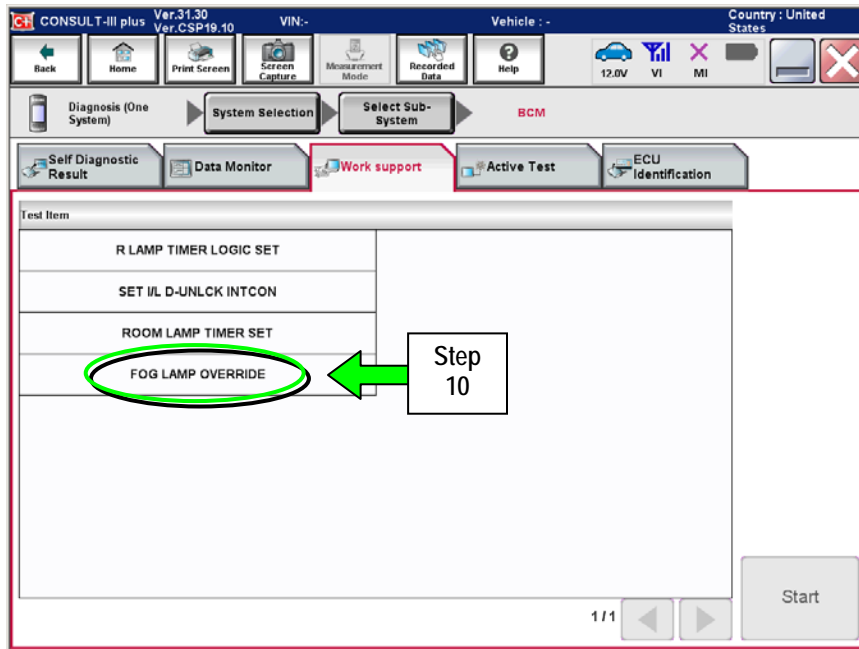 CONSULT-III plus Ver.31.30 VIN:- Vehicle : - Country : United
Ver.CSP19.10 States
Back Home Print Screen Screen Capture Measurement Mode Recorded Data Help 12.0V VI MI
Diagnosis (One System) System Selection Select Sub-System BCM
Self Diagnostic Result Data Monitor Work support Active Test ECU Identification
Test Item
R LAMP TIMER LOGIC SET
SET I/L D-UNLCK INTCON
ROOM LAMP TIMER SET
FOG LAMP OVERRIDE
Step
10
Start
1/1